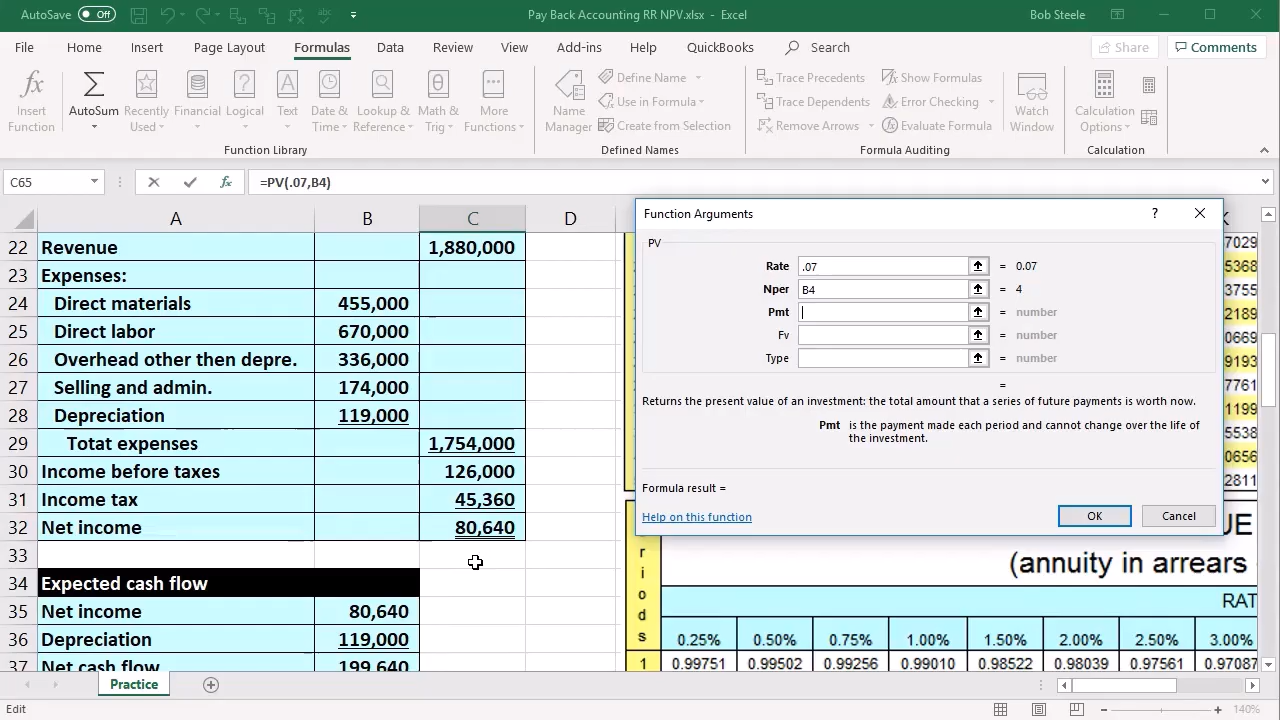 AutoSave Off Pay Back Accounting RR NPV.xlsx - Excel Bob Steele
File Home Insert Page Layout Formulas Data Review View Add-ins Help QuickBooks Search Share Comments
fx Σ ? A θ
Insert Function
AutoSum
Recently Used
Financial
Logical
Text
Date & Time
Lookup & Reference
Math & Trig
More Functions
Function Library
Name Manager
Define Name
Use in Formula
Create from Selection
Defined Names
Trace Precedents
Trace Dependents
Remove Arrows
Show Formulas
Error Checking
Evaluate Formula
Watch Window
Formula Auditing
Calculation Options
Calculation
C65 fx =PV(.07,B4)
A B C D
22 Revenue 1,880,000
23 Expenses:
24 Direct materials 455,000
25 Direct labor 670,000
26 Overhead other then depre. 336,000
27 Selling and admin. 174,000
28 Depreciation 119,000
29 Totat expenses 1,754,000
30 Income before taxes 126,000
31 Income tax 45,360
32 Net income 80,640
33
34 Expected cash flow
35 Net income 80,640
36 Depreciation 119,000
37 Net cash flow 199,640
Function Arguments ? ×
PV
Rate .07 = 0.07
Nper B4 = 4
Pmt = number
Fv = number
Type = number
=
Returns the present value of an investment: the total amount that a series of future payments is worth now.
Pmt is the payment made each period and cannot change over the life of
the investment.
Formula result =
Help on this function OK Cancel
7029
5368
3755
2189
0669
9193
7761
1199
5538
0656
2811
UE
r
i
o
d
s
(annuity in arrears
RAT
0.25% 0.50% 0.75% 1.00% 1.50% 2.00% 2.50% 3.00%
1 0.99751 0.99502 0.99256 0.99010 0.98522 0.98039 0.97561 0.97087
Practice
Edit 140%